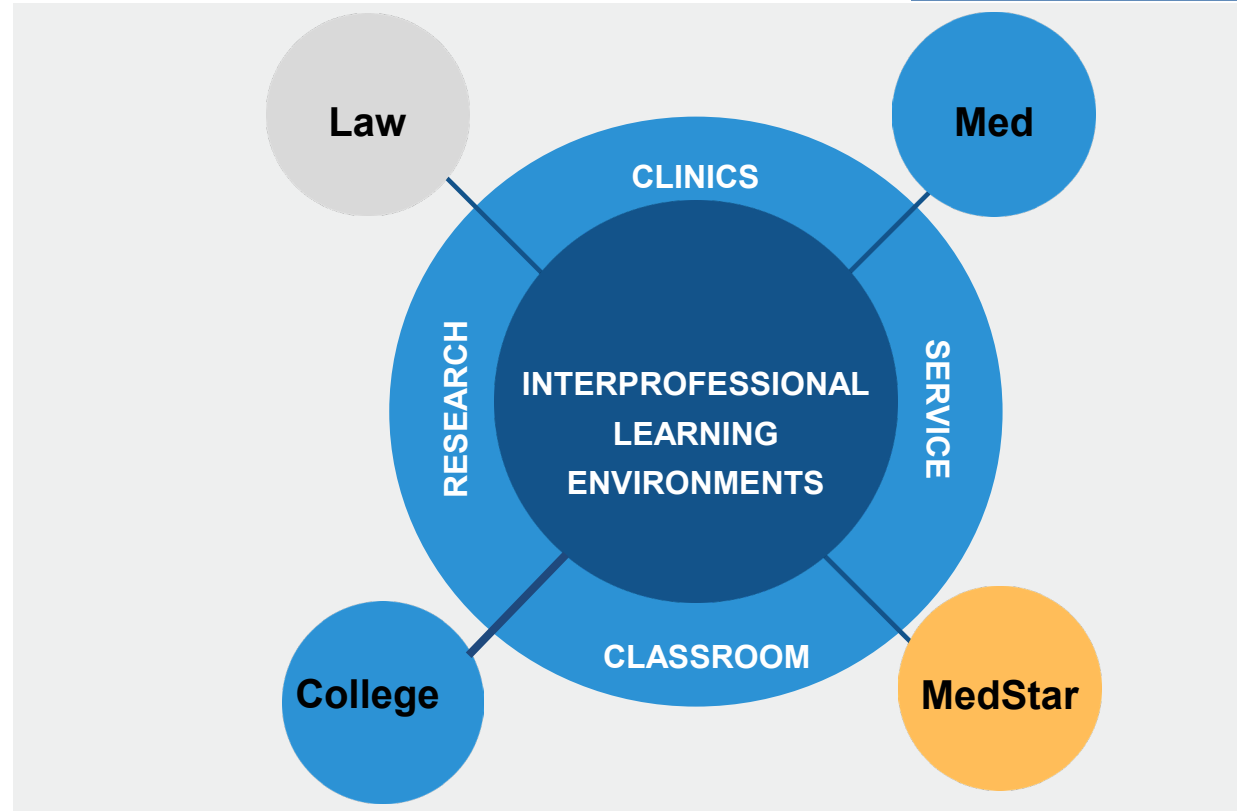 Law
Med
CLINICS
RESEARCH
SERVICE
INTERPROFESSIONAL
LEARNING
ENVIRONMENTS
CLASSROOM
College
MedStar